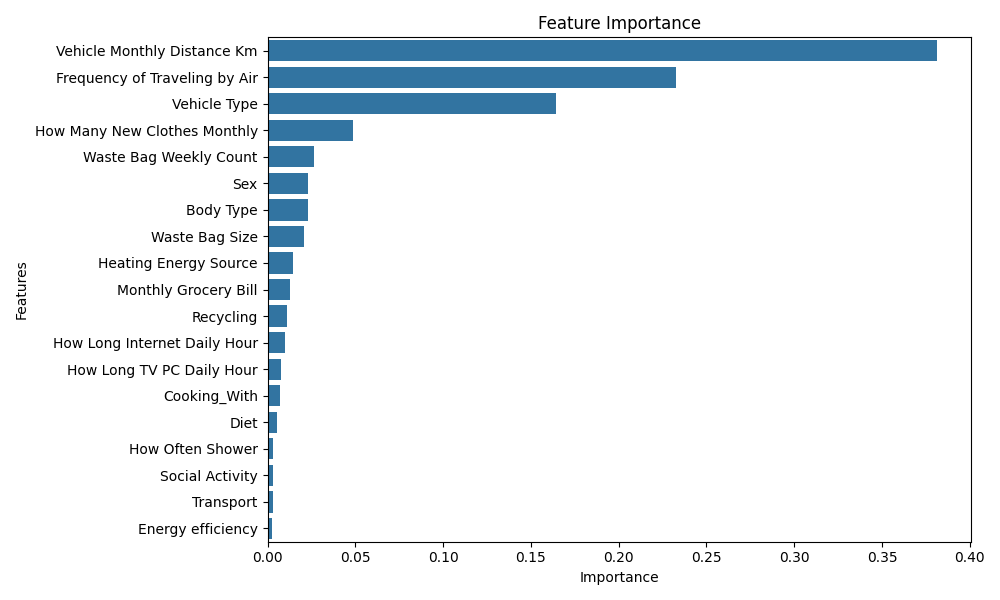 Feature Importance
Vehicle Monthly Distance Km
Frequency of Traveling by Air
Vehicle Type
How Many New Clothes Monthly
Waste Bag Weekly Count
Sex
Body Type
Waste Bag Size
Heating Energy Source
Monthly Grocery Bill
Recycling
How Long Internet Daily Hour
How Long TV PC Daily Hour
Cooking_With
Diet
How Often Shower
Social Activity
Transport
Energy efficiency
Features
0.00 0.05 0.10 0.15 0.20 0.25 0.30 0.35 0.40
Importance